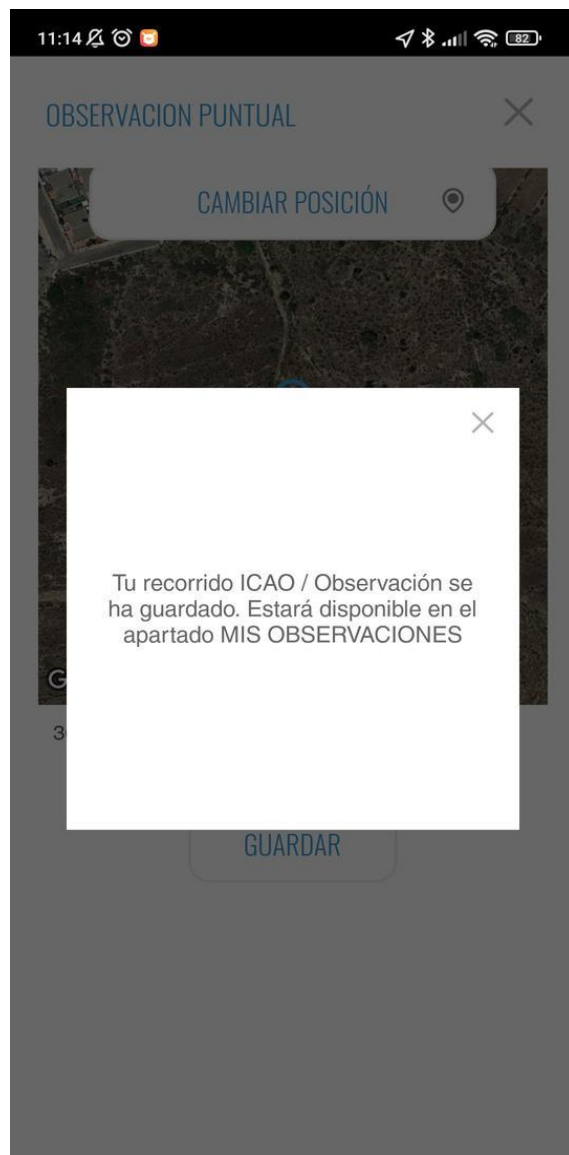 11:14
82
OBSERVACION PUNTUAL
CAMBIAR POSICIÓN
Tu recorrido ICAO / Observación se
ha guardado. Estará disponible en el
apartado MIS OBSERVACIONES
G
3
GUARDAR